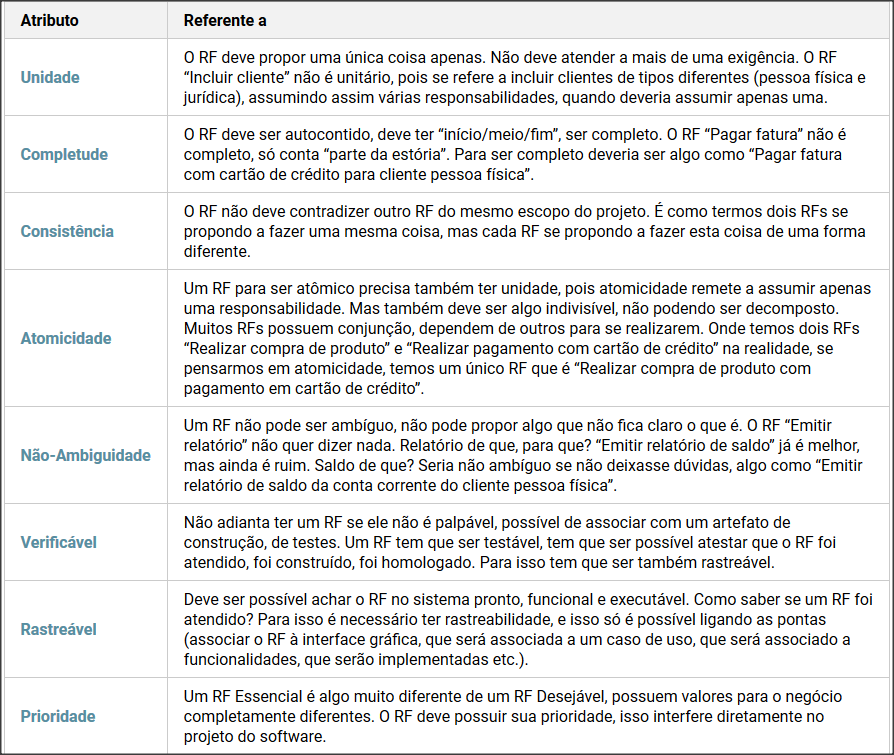 Atributo
Referente a
Unidade
O RF deve propor uma única coisa apenas. Não deve atender a mais de uma exigência. O RF
“Incluir cliente” não é unitário, pois se refere a incluir clientes de tipos diferentes (pessoa física e
jurídica), assumindo assim várias responsabilidades, quando deveria assumir apenas uma.
Completude
O RF deve ser autocontido, deve ter “início/meio/fim”, ser completo. O RF “Pagar fatura” não é
completo, só conta “parte da estória”. Para ser completo deveria ser algo como “Pagar fatura
com cartão de crédito para cliente pessoa física”.
Consistência
O RF não deve contradizer outro RF do mesmo escopo do projeto. É como termos dois RFs se
propondo a fazer uma mesma coisa, mas cada RF se propondo a fazer esta coisa de uma forma
diferente.
Atomicidade
Um RF para ser atômico precisa também ter unidade, pois atomicidade remete a assumir apenas
uma responsabilidade. Mas também deve ser algo indivisível, não podendo ser decomposto.
Muitos RFs possuem conjunção, dependem de outros para se realizarem. Onde temos dois RFs
“Realizar compra de produto” e “Realizar pagamento com cartão de crédito” na realidade, se
pensarmos em atomicidade, temos um único RF que é “Realizar compra de produto com
pagamento em cartão de crédito”.
Não-Ambiguidade
Um RF não pode ser ambíguo, não pode propor algo que não fica claro o que é. O RF “Emitir
relatório” não quer dizer nada. Relatório de que, para que? “Emitir relatório de saldo” já é melhor,
mas ainda é ruim. Saldo de que? Seria não ambíguo se não deixasse dúvidas, algo como “Emitir
relatório de saldo da conta corrente do cliente pessoa física”.
Verificável
Não adianta ter um RF se ele não é palpável, possível de associar com um artefato de
construção, de testes. Um RF tem que ser testável, tem que ser possível atestar que o RF foi
atendido, foi construído, foi homologado. Para isso tem que ser também rastreável.
Rastreável
Deve ser possível achar o RF no sistema pronto, funcional e executável. Como saber se um RF foi
atendido? Para isso é necessário ter rastreabilidade, e isso só é possível ligando as pontas
(associar o RF à interface gráfica, que será associada a um caso de uso, que será associado a
funcionalidades, que serão implementadas etc.).
Prioridade
Um RF Essencial é algo muito diferente de um RF Desejável, possuem valores para o negócio
completamente diferentes. O RF deve possuir sua prioridade, isso interfere diretamente no
projeto do software.